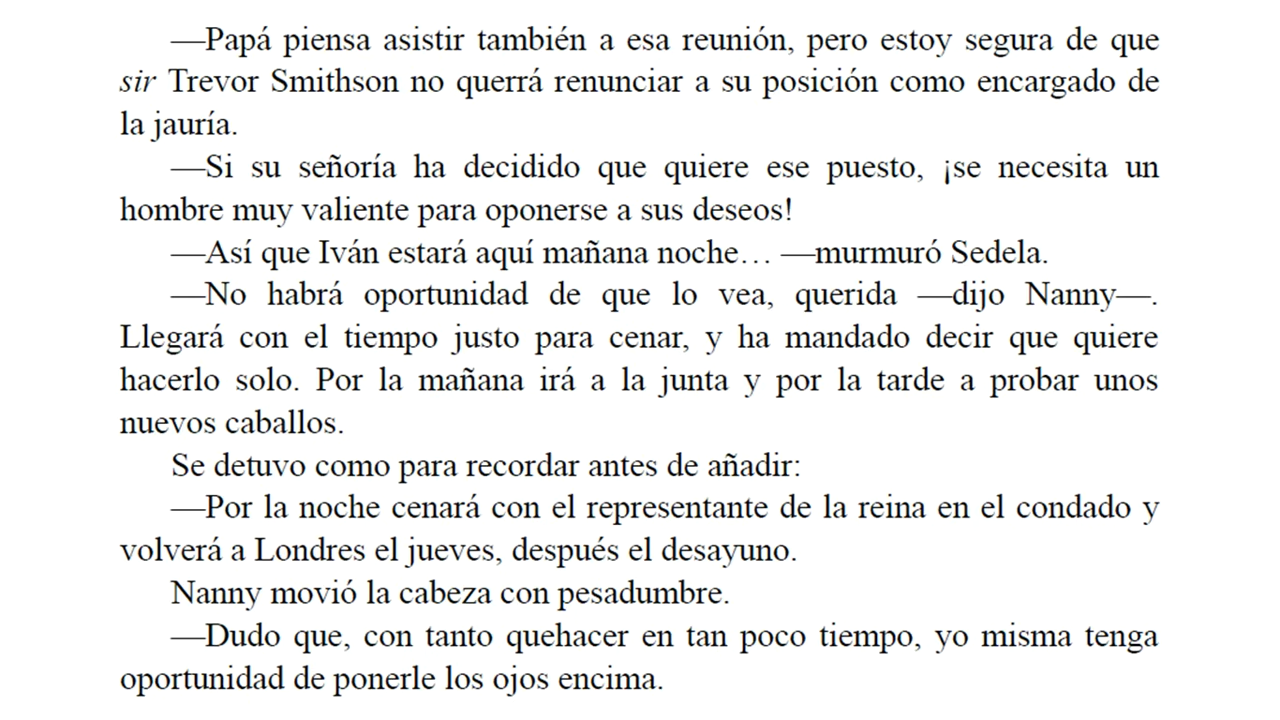 —Papá piensa asistir también a esa reunión, pero estoy segura de que
sir Trevor Smithson no querrá renunciar a su posición como encargado de
la jauría.
—Si su señoría ha decidido que quiere ese puesto, ¡se necesita un
hombre muy valiente para oponerse a sus deseos!
—Así que Iván estará aquí mañana noche… —murmuró Sedela.
—No habrá oportunidad de que lo vea, querida —dijo Nanny—.
Llegará con el tiempo justo para cenar, y ha mandado decir que quiere
hacerlo solo. Por la mañana irá a la junta y por la tarde a probar unos
nuevos caballos.
Se detuvo como para recordar antes de añadir:
—Por la noche cenará con el representante de la reina en el condado y
volverá a Londres el jueves, después el desayuno.
Nanny movió la cabeza con pesadumbre.
—Dudo que, con tanto quehacer en tan poco tiempo, yo misma tenga
oportunidad de ponerle los ojos encima.